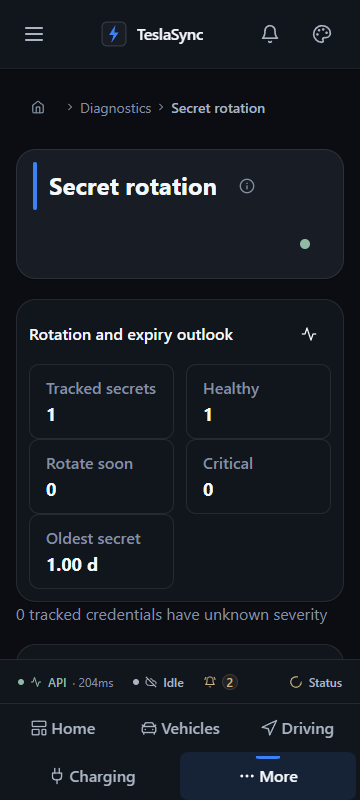 TeslaSync
Diagnostics Secret rotation
Secret rotation
Rotation and expiry outlook
Tracked secrets
1
Healthy
1
Rotate soon
0
Critical
0
Oldest secret
1.00 d
0 tracked credentials have unknown severity
API · 204ms Idle 2 Status
Home Vehicles Driving
Charging More